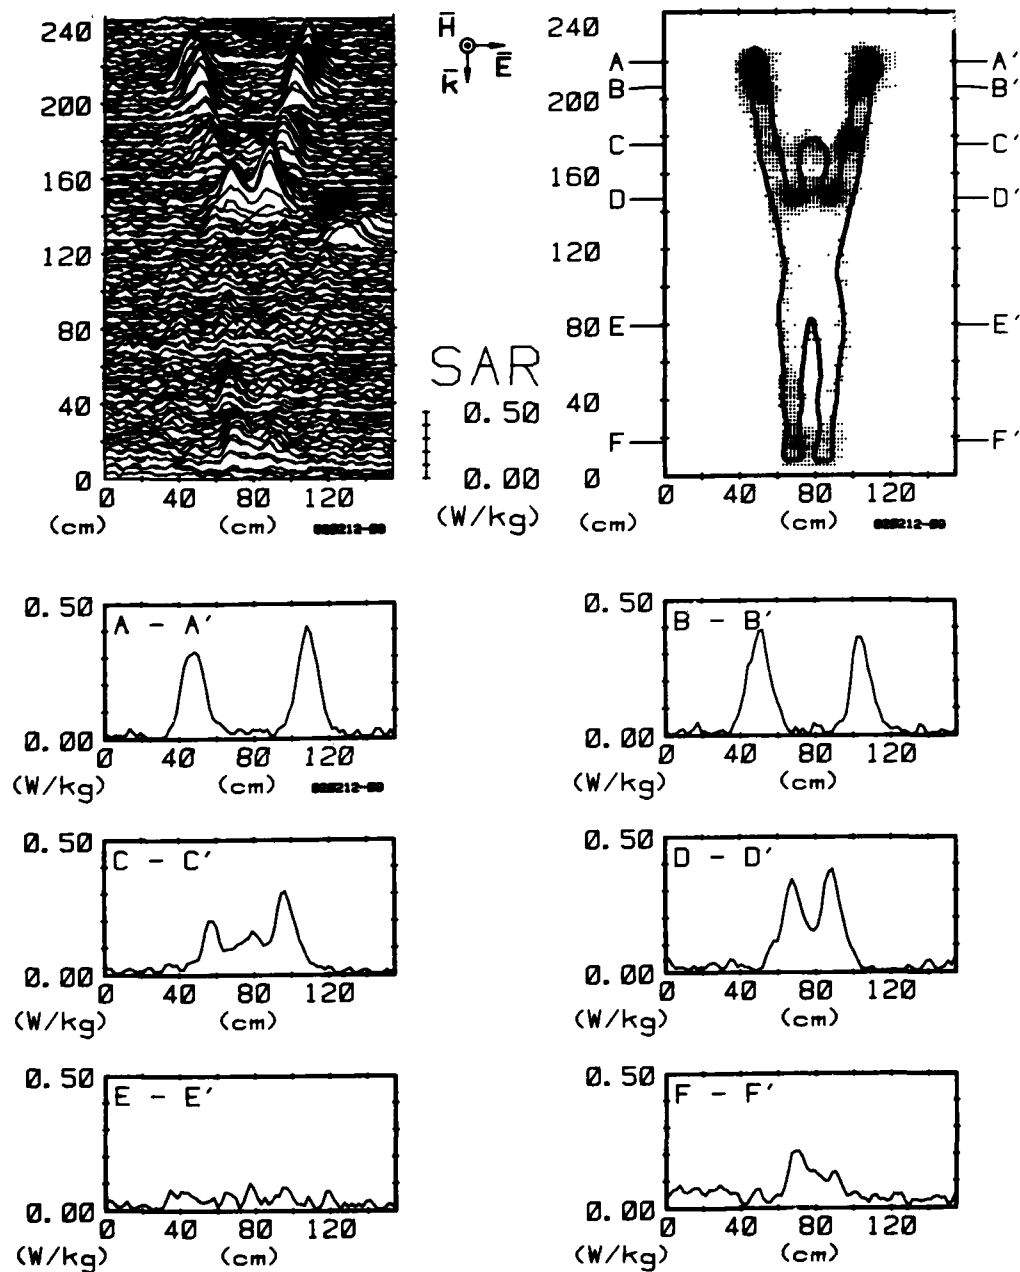 240
200
160
120
80
40
0
0 40 80 120
(cm) (cm)
H
E
k
SAR
0.50
0.00
(W/kg)
240
200
160
120
80
40
0
0 40 80 120
(cm) (cm)
A A'
B B'
C C'
D D'
E E'
F F'
A - A'
0.50
0.00
0 40 80 120
(W/kg) (cm)
B - B'
0.50
0.00
0 40 80 120
(W/kg) (cm)
C - C'
0.50
0.00
0 40 80 120
(W/kg) (cm)
D - D'
0.50
0.00
0 40 80 120
(W/kg) (cm)
E - E'
0.50
0.00
0 40 80 120
(W/kg) (cm)
F - F'
0.50
0.00
0 40 80 120
(W/kg) (cm)